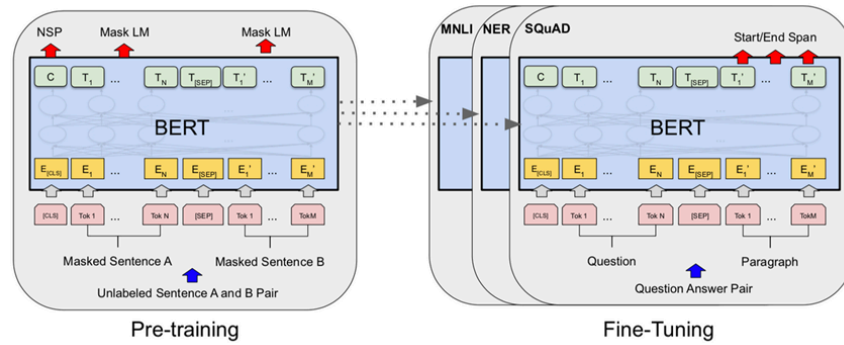 NSP Mask LM Mask LM
C T1 ... TN T[SEP] T1' ... TM'
BERT
E[CLS] E1 ... EN E[SEP] E1' ... EM'
[CLS] Tok 1 ... Tok N [SEP] Tok 1 ... TokM
Masked Sentence A Masked Sentence B
Unlabeled Sentence A and B Pair
Pre-training
MNLI NER SQuAD
Start/End Span
C T1 ... TN T[SEP] T1' ... TM'
BERT
E[CLS] E1 ... EN E[SEP] E1' ... EM'
[CLS] Tok 1 ... Tok N [SEP] Tok 1 ... TokM
Question Paragraph
Question Answer Pair
Fine-Tuning